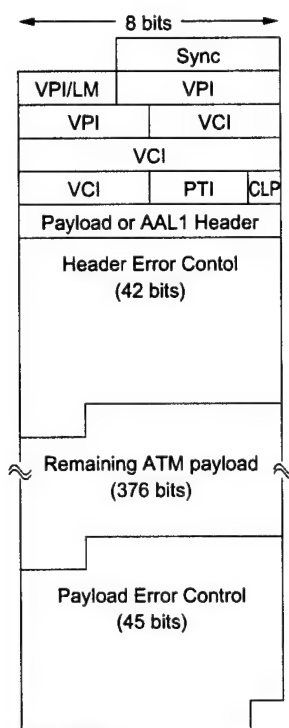 8 bits
Sync
VPI/LM VPI
VPI VCI
VCI
VCI PTI CLP
Payload or AAL1 Header
Header Error Contol
(42 bits)
Remaining ATM payload
(376 bits)
Payload Error Control
(45 bits)